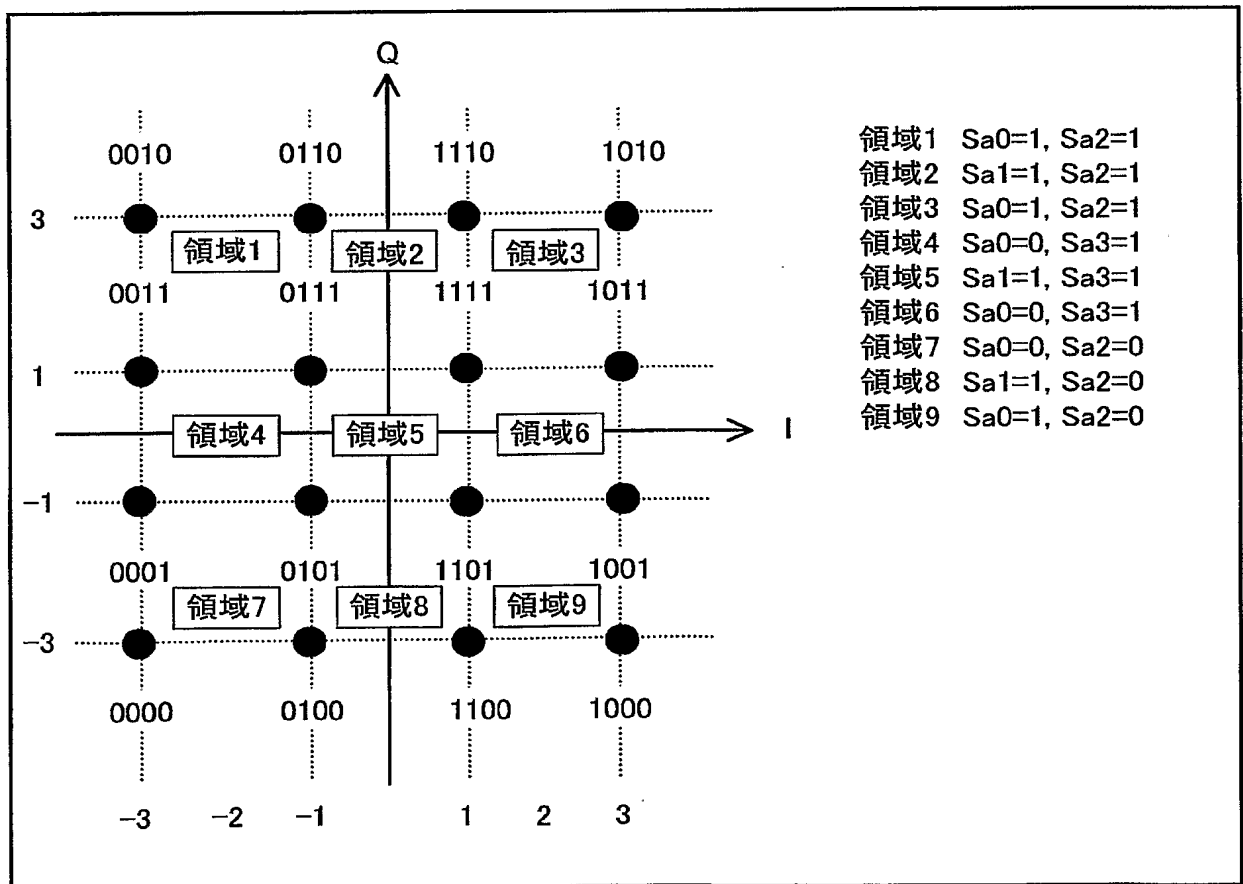 Q
0010 0110 1110 1010
3
領域1 領域2 領域3
0011 0111 1111 1011
1
領域4 領域5 領域6 I
-1
0001 0101 1101 1001
領域7 領域8 領域9
-3
0000 0100 1100 1000
-3 -2 -1 1 2 3
領域1 Sa0=1, Sa2=1
領域2 Sa1=1, Sa2=1
領域3 Sa0=1, Sa2=1
領域4 Sa0=0, Sa3=1
領域5 Sa1=1, Sa3=1
領域6 Sa0=0, Sa3=1
領域7 Sa0=0, Sa2=0
領域8 Sa1=1, Sa2=0
領域9 Sa0=1, Sa2=0